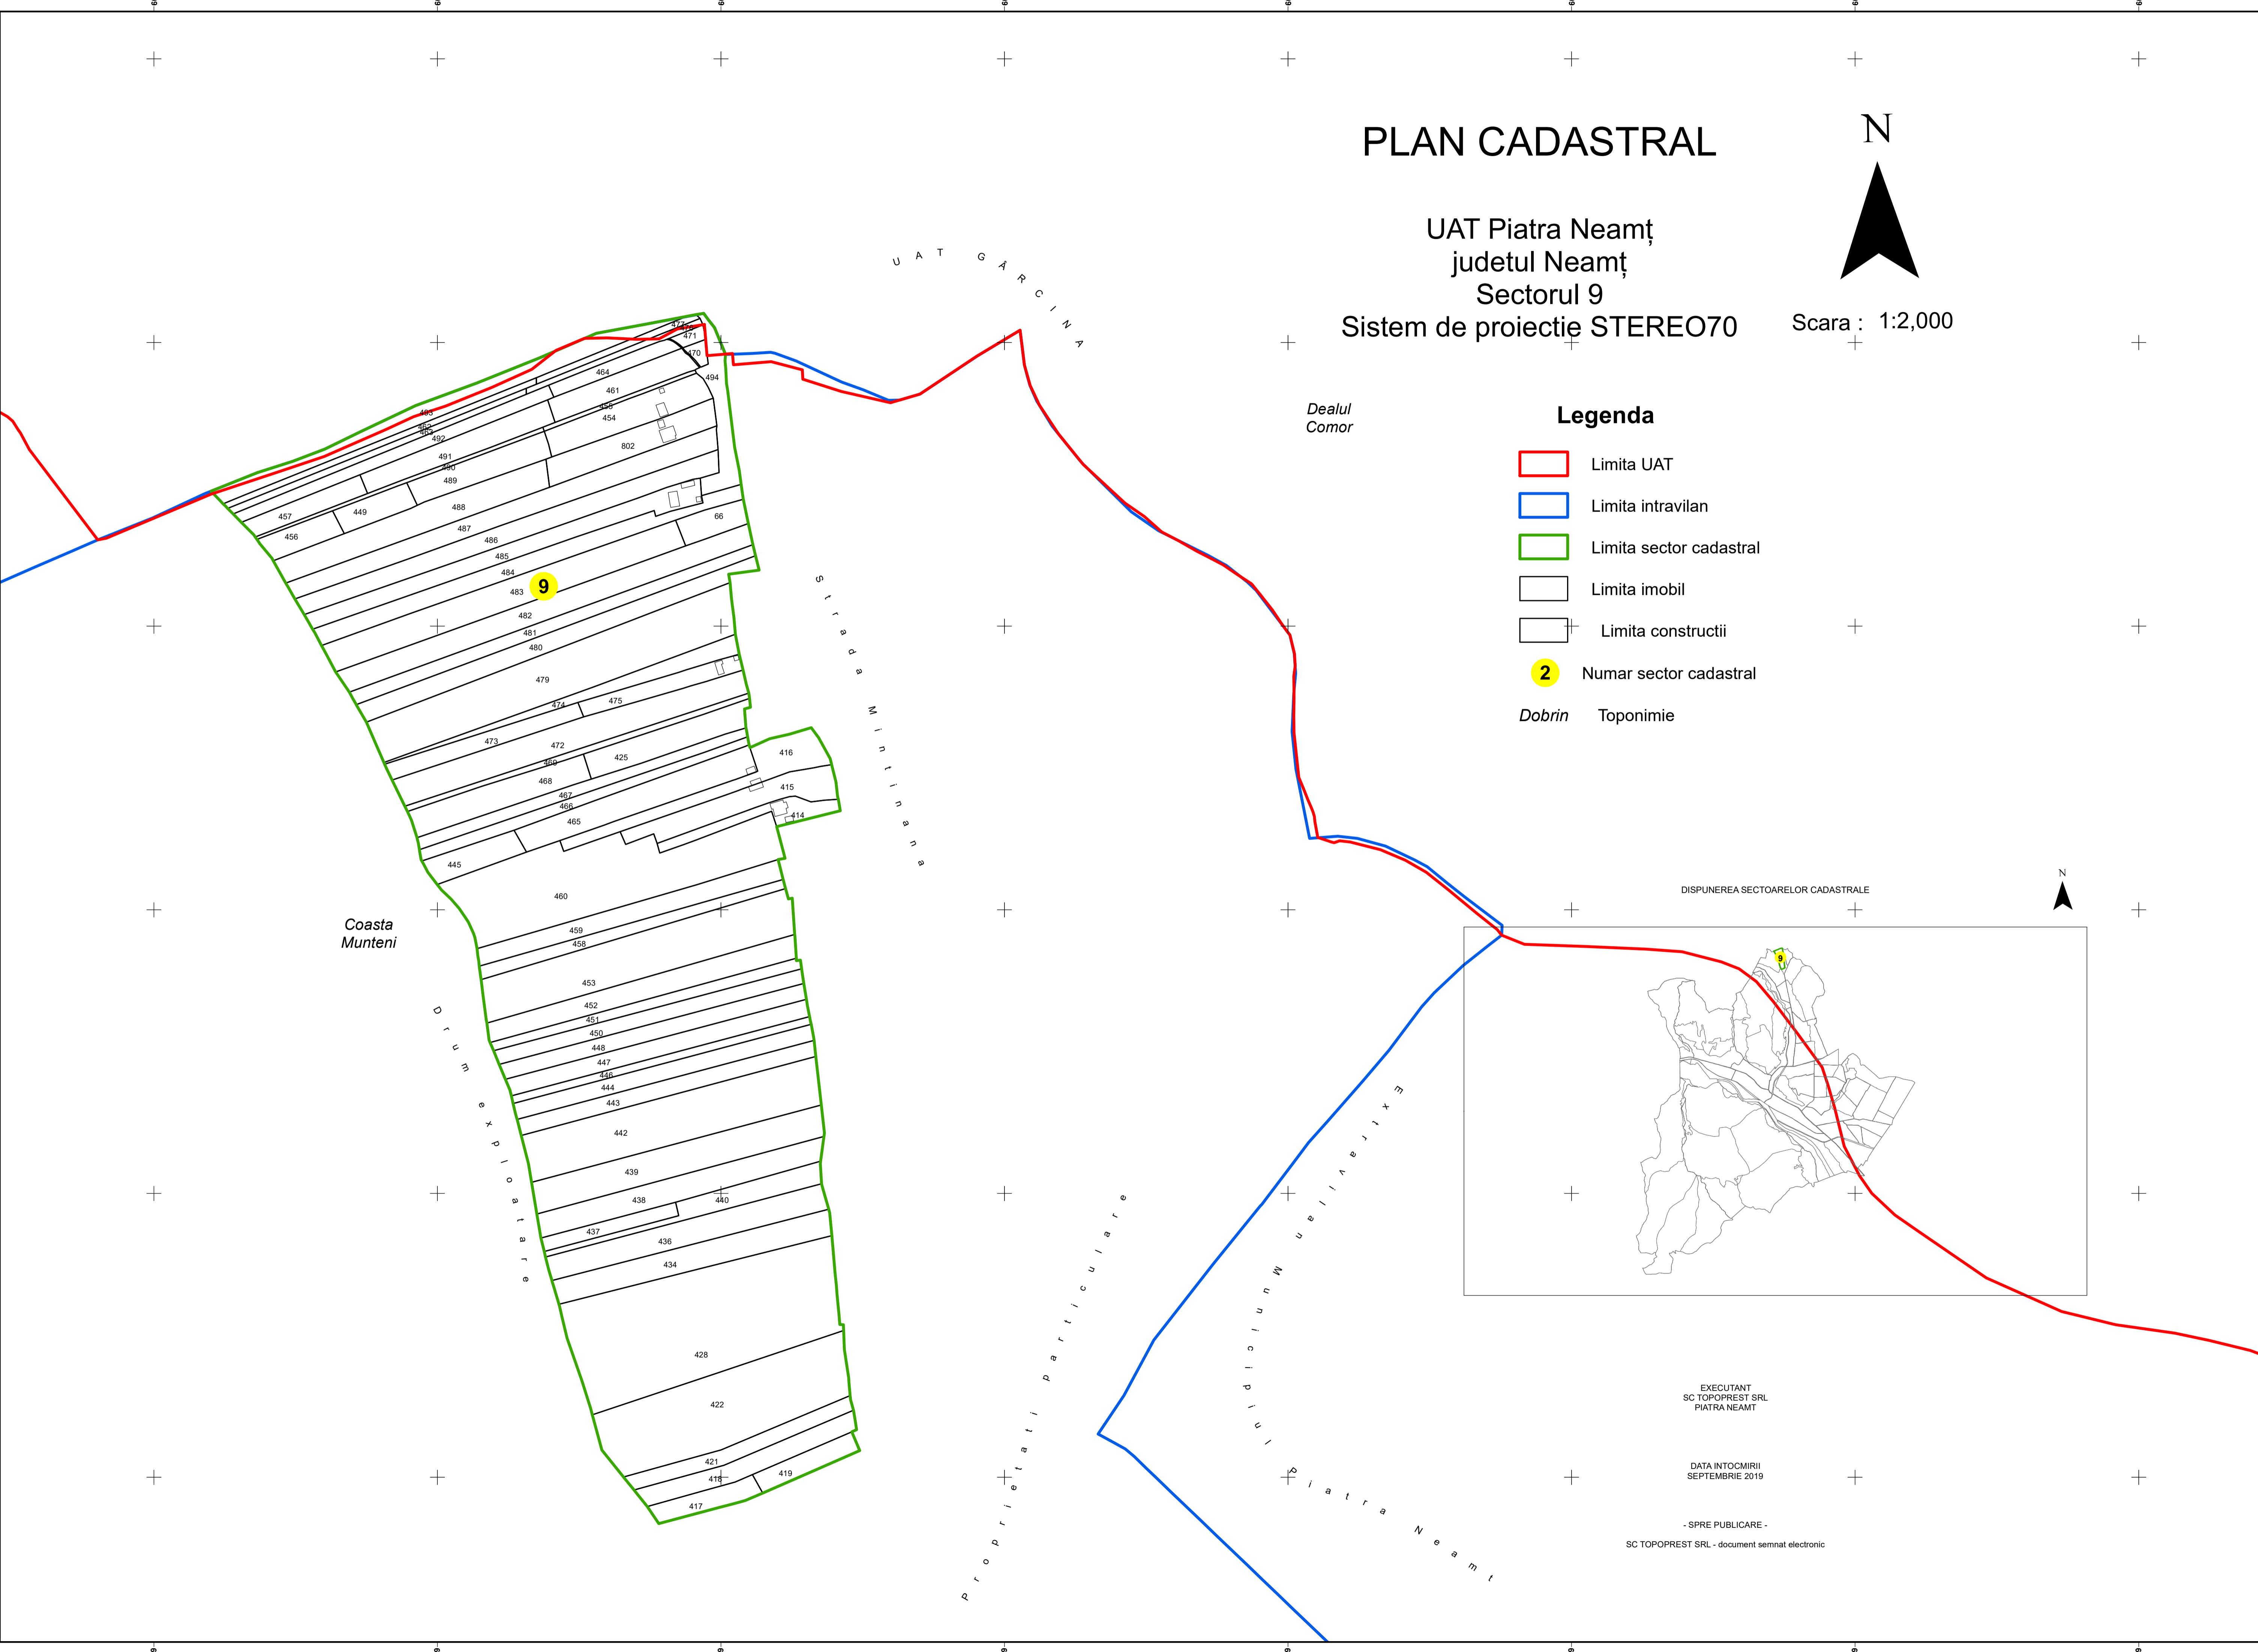 PLAN CADASTRAL
N
UAT Piatra Neamț
judetul Neamț
Sectorul 9
Sistem de proiectie STEREO70
Scara : 1:2,000
UAT GÂRCINA
Dealul
Comor
Legenda
Limita UAT
Limita intravilan
Limita sector cadastral
Limita imobil
Limita constructii
2 Numar sector cadastral
Dobrin Toponimie
471
470
494
464
461
455
454
802
493
462
463
492
491
490
489
488
487
486
485
484
483
482
481
480
479
457
449
456
66
9
474
475
473
472
469
425
468
467
466
465
445
416
415
414
460
459
458
453
452
451
450
448
447
446
444
443
442
439
438
440
437
436
434
428
422
421
418
419
417
Strada Mintinana
Coasta
Munteni
Drum exploatare
Proprietati particulare
Extravilan Municipiul Piatra Neamt
DISPUNEREA SECTOARELOR CADASTRALE
N
9
EXECUTANT
SC TOPOPREST SRL
PIATRA NEAMT
DATA INTOCMIRII
SEPTEMBRIE 2019
- SPRE PUBLICARE -
SC TOPOPREST SRL - document semnat electronic